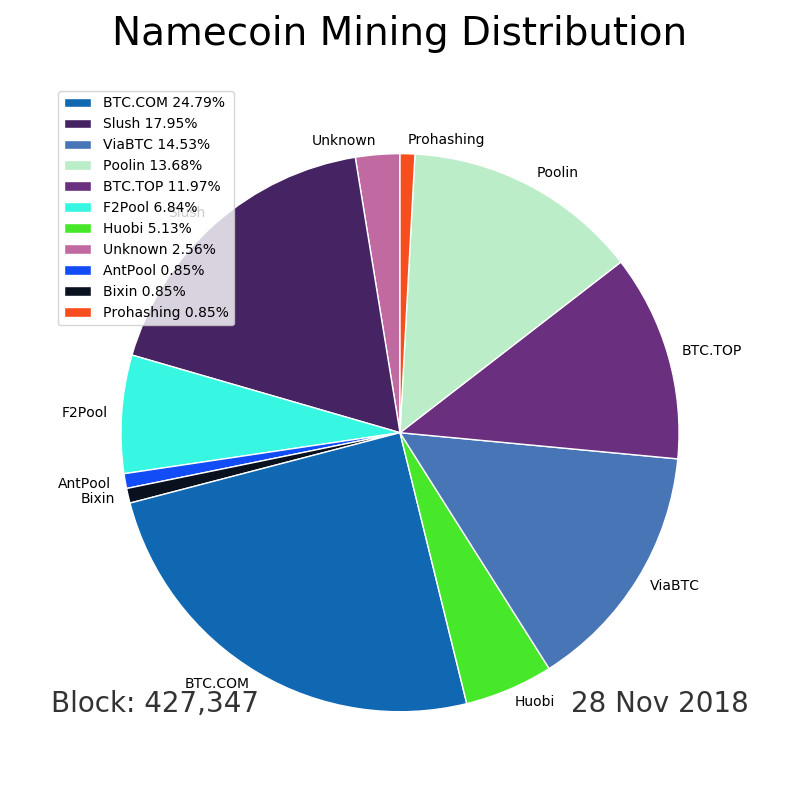 Namecoin Mining Distribution
BTC.COM 24.79%
Slush 17.95%
ViaBTC 14.53%
Poolin 13.68%
BTC.TOP 11.97%
F2Pool 6.84%
Huobi 5.13%
Unknown 2.56%
AntPool 0.85%
Bixin 0.85%
Prohashing 0.85%
Unknown
Prohashing
Poolin
Slush
BTC.TOP
F2Pool
AntPool
Bixin
ViaBTC
BTC.COM
Huobi
Block: 427,347
28 Nov 2018